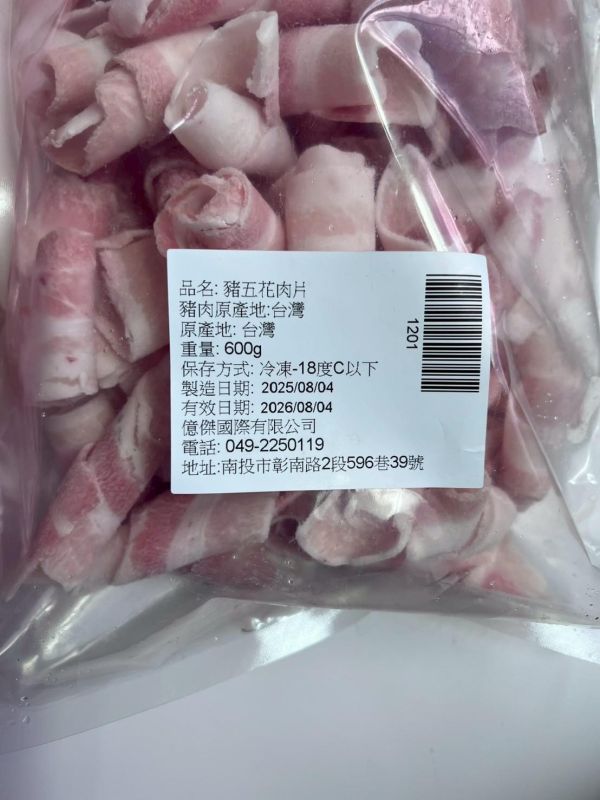 品名: 豬五花肉片
豬肉原產地:台灣
原產地: 台灣
重量: 600g
保存方式: 冷凍-18度C以下
製造日期: 2025/08/04
有效日期: 2026/08/04
億傑國際有限公司
電話: 049-2250119
地址:南投市彰南路2段596巷39號
1201